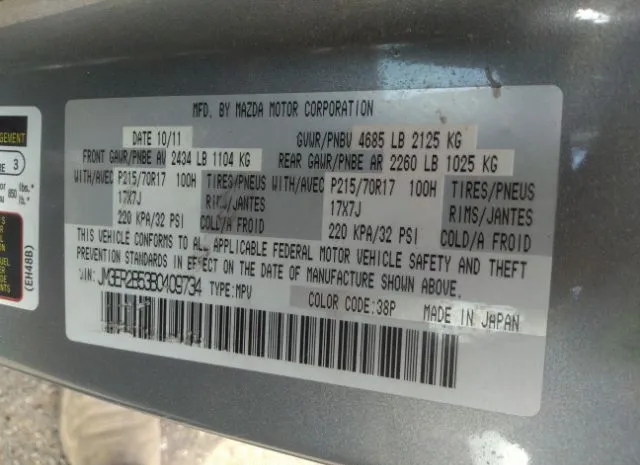 MFD. BY MAZDA MOTOR CORPORATION
DATE 10/11 GVWR/PNBV 4685 LB 2125 KG
FRONT GAWR/PNBE AV 2434 LB 1104 KG REAR GAWR/PNBE AR 2260 LB 1025 KG
WITH/AVEC P215/70R17 100H TIRES/PNEUS WITH/AVEC P215/70R17 100H TIRES/PNEUS
17X7J RIMS/JANTES 17X7J RIMS/JANTES
220 KPA/32 PSI COLD/A FROID 220 KPA/32 PSI COLD/A FROID
THIS VEHICLE CONFORMS TO ALL APPLICABLE FEDERAL MOTOR VEHICLE SAFETY AND THEFT
PREVENTION STANDARDS IN EFFECT ON THE DATE OF MANUFACTURE SHOWN ABOVE.
VIN: JM3ER2B53B0409734 TYPE:MPV
COLOR CODE:38P MADE IN JAPAN
(EH48B)
3
or
lbs.*
lb.*